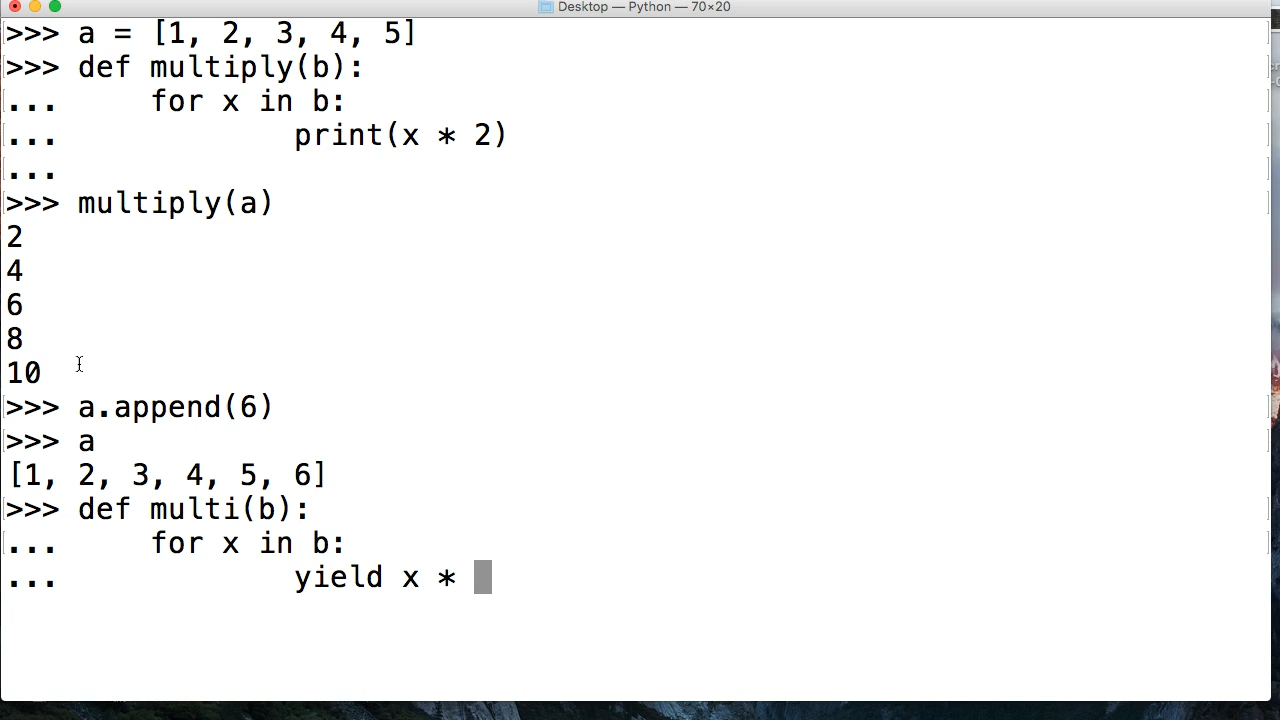 Desktop — Python — 70×20
>>> a = [1, 2, 3, 4, 5]
>>> def multiply(b):
...     for x in b:
...             print(x * 2)
...
>>> multiply(a)
2
4
6
8
10
>>> a.append(6)
>>> a
[1, 2, 3, 4, 5, 6]
>>> def multi(b):
...     for x in b:
...             yield x *